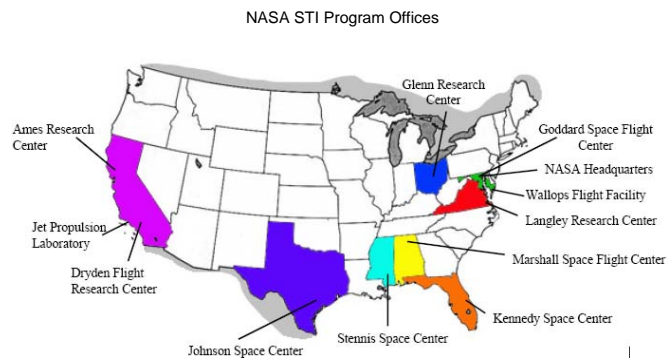 NASA STI Program Offices
Glenn Research
Center
Ames Research
Center
Goddard Space Flight
Center
NASA Headquarters
Wallops Flight Facility
Langley Research Center
Jet Propulsion
Laboratory
Marshall Space Flight Center
Dryden Flight
Research Center
Kennedy Space Center
Stennis Space Center
Johnson Space Center